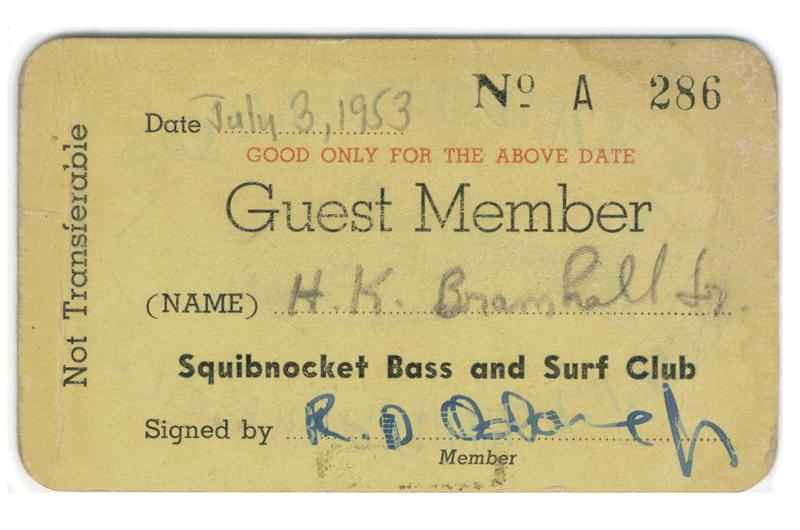 Nº A 286
Date July 3, 1953
GOOD ONLY FOR THE ABOVE DATE
Guest Member
(NAME) H. K. Bramhall Jr.
Squibnocket Bass and Surf Club
Signed by R. D.
Member
Not Transferable